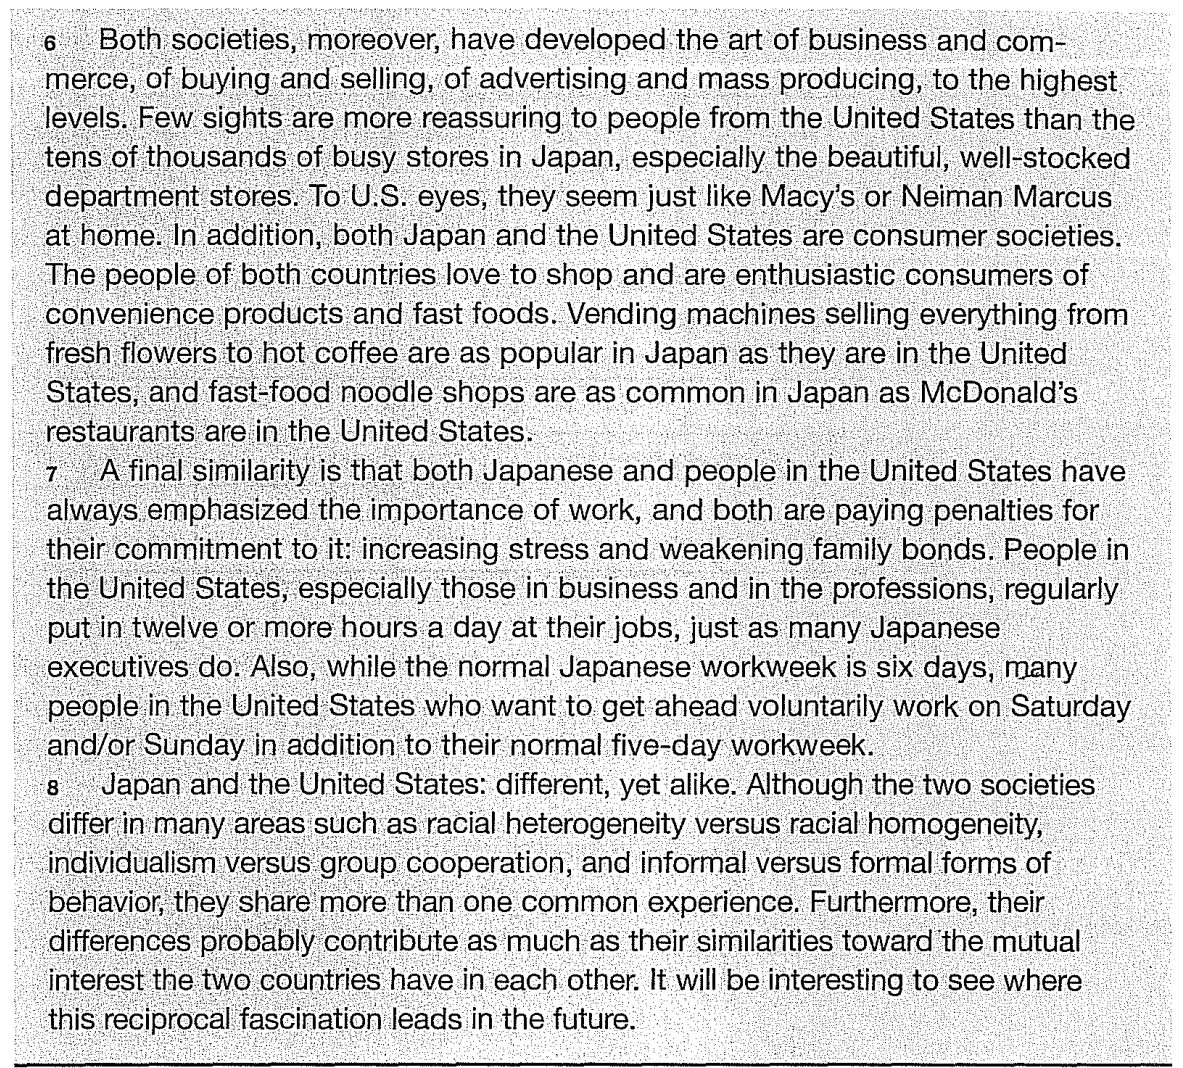 6 Both societies, moreover, have developed the art of business and com-
merce, of buying and selling, of advertising and mass producing, to the highest
levels. Few sights are more reassuring to people from the United States than the
tens of thousands of busy stores in Japan, especially the beautiful, well-stocked
department stores. To U.S. eyes, they seem just like Macy's or Neiman Marcus
at home. In addition, both Japan and the United States are consumer societies.
The people of both countries love to shop and are enthusiastic consumers of
convenience products and fast foods. Vending machines selling everything from
fresh flowers to hot coffee are as popular in Japan as they are in the United
States, and fast-food noodle shops are as common in Japan as McDonald's
restaurants are in the United States.
7 A final similarity is that both Japanese and people in the United States have
always emphasized the importance of work, and both are paying penalties for
their commitment to it: increasing stress and weakening family bonds. People in
the United States, especially those in business and in the professions, regularly
put in twelve or more hours a day at their jobs, just as many Japanese
executives do. Also, while the normal Japanese workweek is six days, many
people in the United States who want to get ahead voluntarily work on Saturday
and/or Sunday in addition to their normal five-day workweek.
8 Japan and the United States: different, yet alike. Although the two societies
differ in many areas such as racial heterogeneity versus racial homogeneity,
individualism versus group cooperation, and informal versus formal forms of
behavior, they share more than one common experience. Furthermore, their
differences probably contribute as much as their similarities toward the mutual
interest the two countries have in each other. It will be interesting to see where
this reciprocal fascination leads in the future.